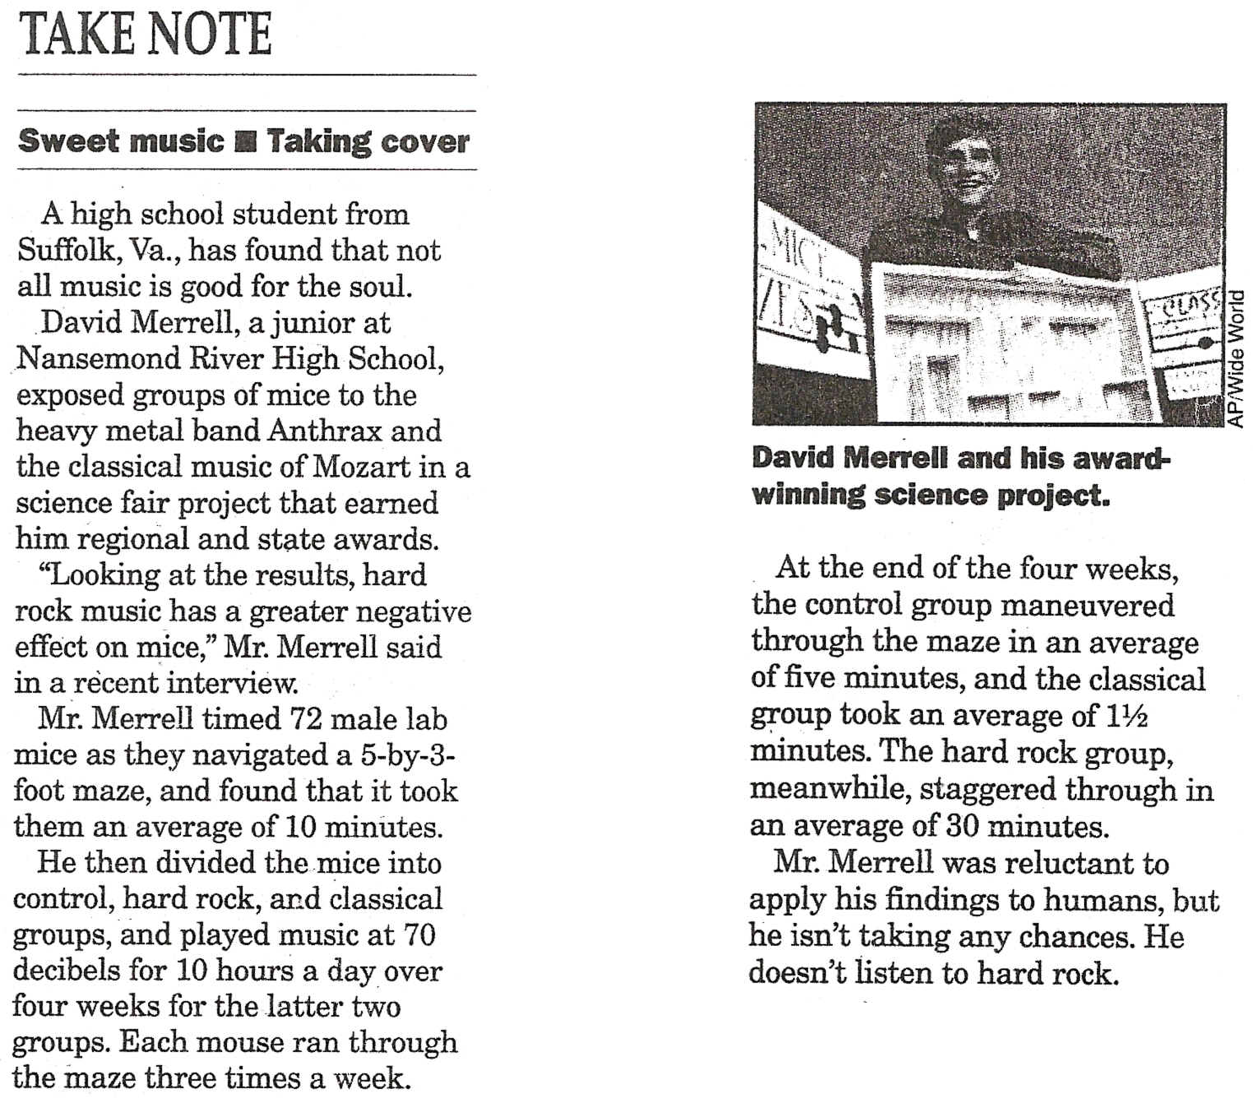 TAKE NOTE
Sweet music ■ Taking cover
A high school student from
Suffolk, Va., has found that not
all music is good for the soul.
David Merrell, a junior at
Nansemond River High School,
exposed groups of mice to the
heavy metal band Anthrax and
the classical music of Mozart in a
science fair project that earned
him regional and state awards.
“Looking at the results, hard
rock music has a greater negative
effect on mice,” Mr. Merrell said
in a recent interview.
Mr. Merrell timed 72 male lab
mice as they navigated a 5-by-3-
foot maze, and found that it took
them an average of 10 minutes.
He then divided the mice into
control, hard rock, and classical
groups, and played music at 70
decibels for 10 hours a day over
four weeks for the latter two
groups. Each mouse ran through
the maze three times a week.
MICE
CLASS
AP/Wide World
David Merrell and his award-
winning science project.
At the end of the four weeks,
the control group maneuvered
through the maze in an average
of five minutes, and the classical
group took an average of 1½
minutes. The hard rock group,
meanwhile, staggered through in
an average of 30 minutes.
Mr. Merrell was reluctant to
apply his findings to humans, but
he isn’t taking any chances. He
doesn’t listen to hard rock.